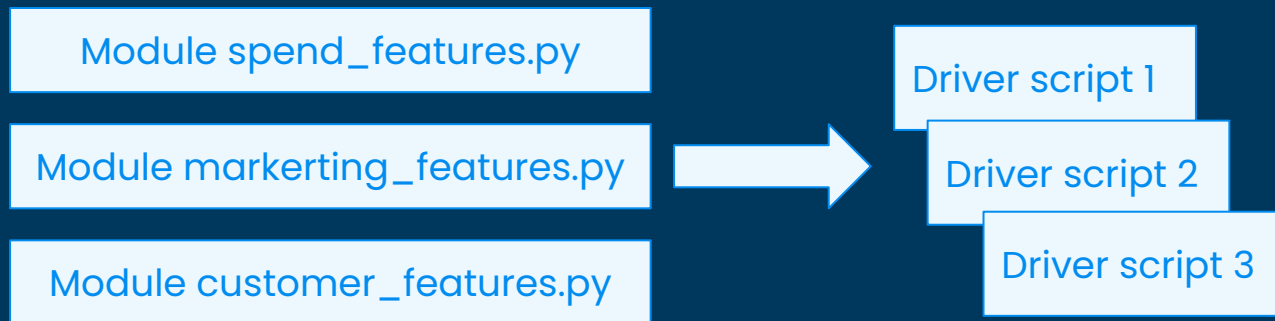 Module spend_features.py
Module markerting_features.py
Module customer_features.py
Driver script 1
Driver script 2
Driver script 3